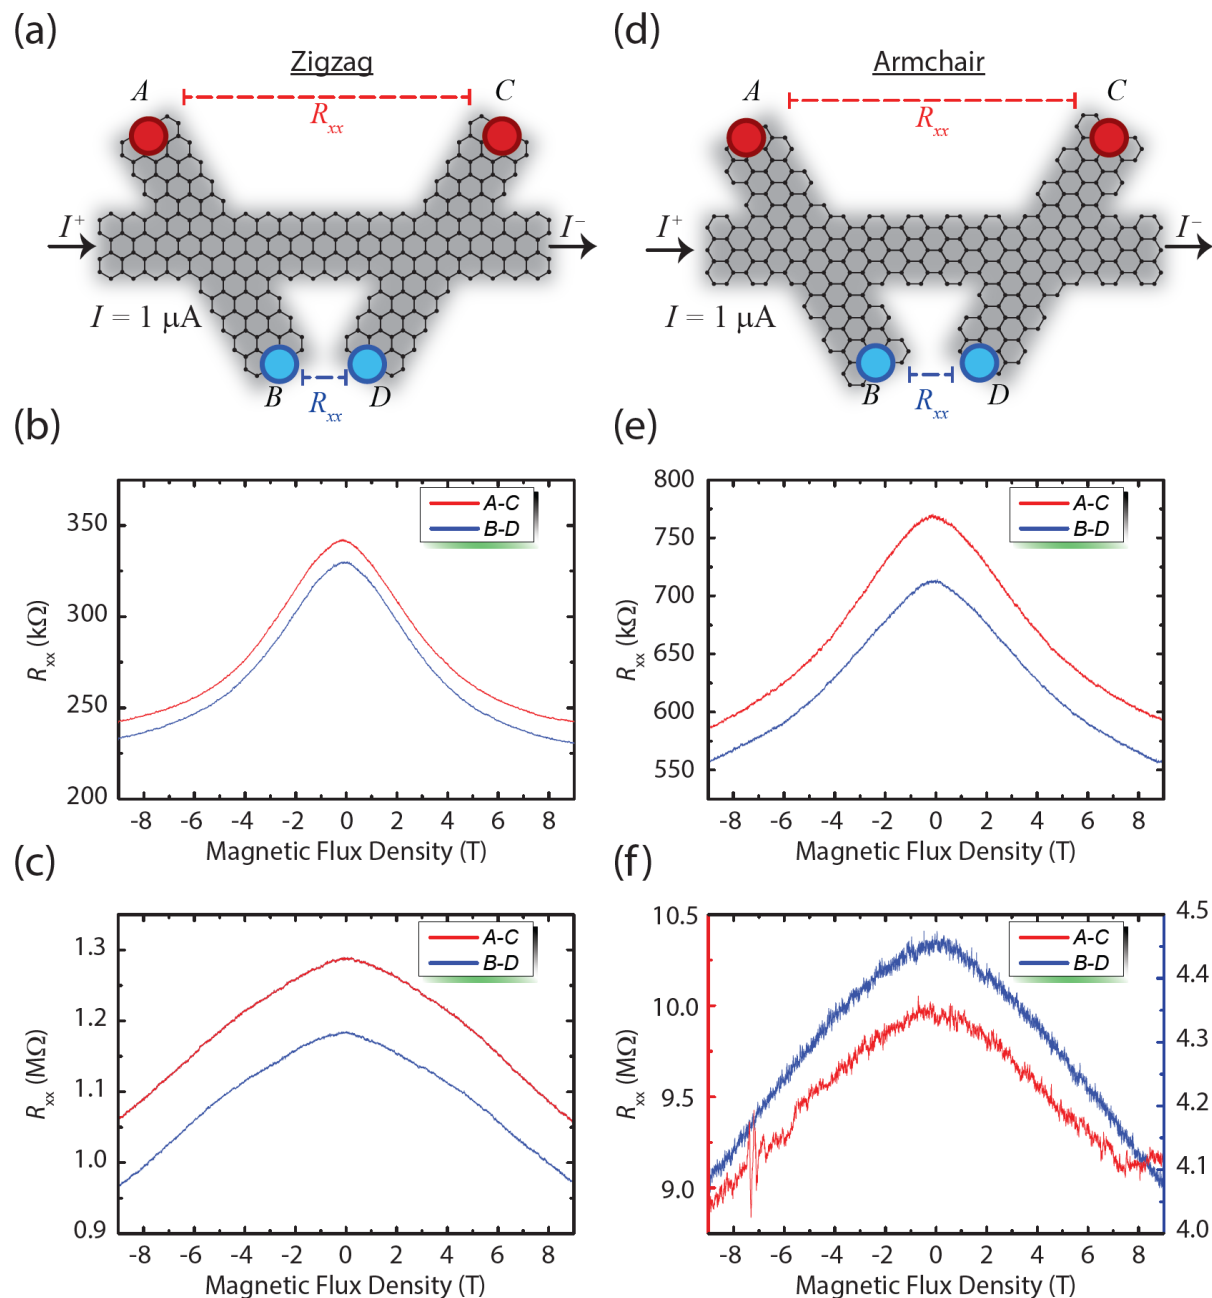 (a)
Zigzag
A
C
R_xx
I⁺
I⁻
I = 1 μA
B
D
R_xx
(d)
Armchair
A
C
R_xx
I⁺
I⁻
I = 1 μA
B
D
R_xx
(b)
A-C
B-D
350
300
250
200
R_xx (kΩ)
-8 -6 -4 -2 0 2 4 6 8
Magnetic Flux Density (T)
(e)
A-C
B-D
800
750
700
650
600
550
R_xx (kΩ)
-8 -6 -4 -2 0 2 4 6 8
Magnetic Flux Density (T)
(c)
A-C
B-D
1.3
1.2
1.1
1.0
0.9
R_xx (MΩ)
-8 -6 -4 -2 0 2 4 6 8
Magnetic Flux Density (T)
(f)
A-C
B-D
10.5
10.0
9.5
9.0
R_xx (MΩ)
4.5
4.4
4.3
4.2
4.1
4.0
-8 -6 -4 -2 0 2 4 6 8
Magnetic Flux Density (T)